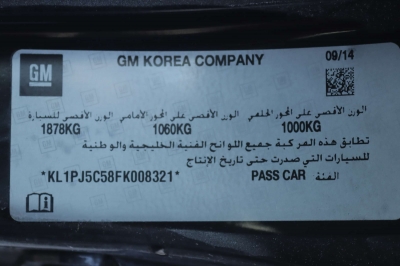 GM KOREA COMPANY
09/14
GM
الوزن الأقصى على المحور الخلفي الوزن الأقصى على المحور الأمامي الوزن الأقصى للسيارة
1878KG 1060KG 1000KG
تطابق هذه المركبة جميع اللوائح الفنية الخليجية والوطنية
للسيارات التي صدرت حتى تاريخ الإنتاج
*KL1PJ5C58FK008321* PASS CAR الفئة